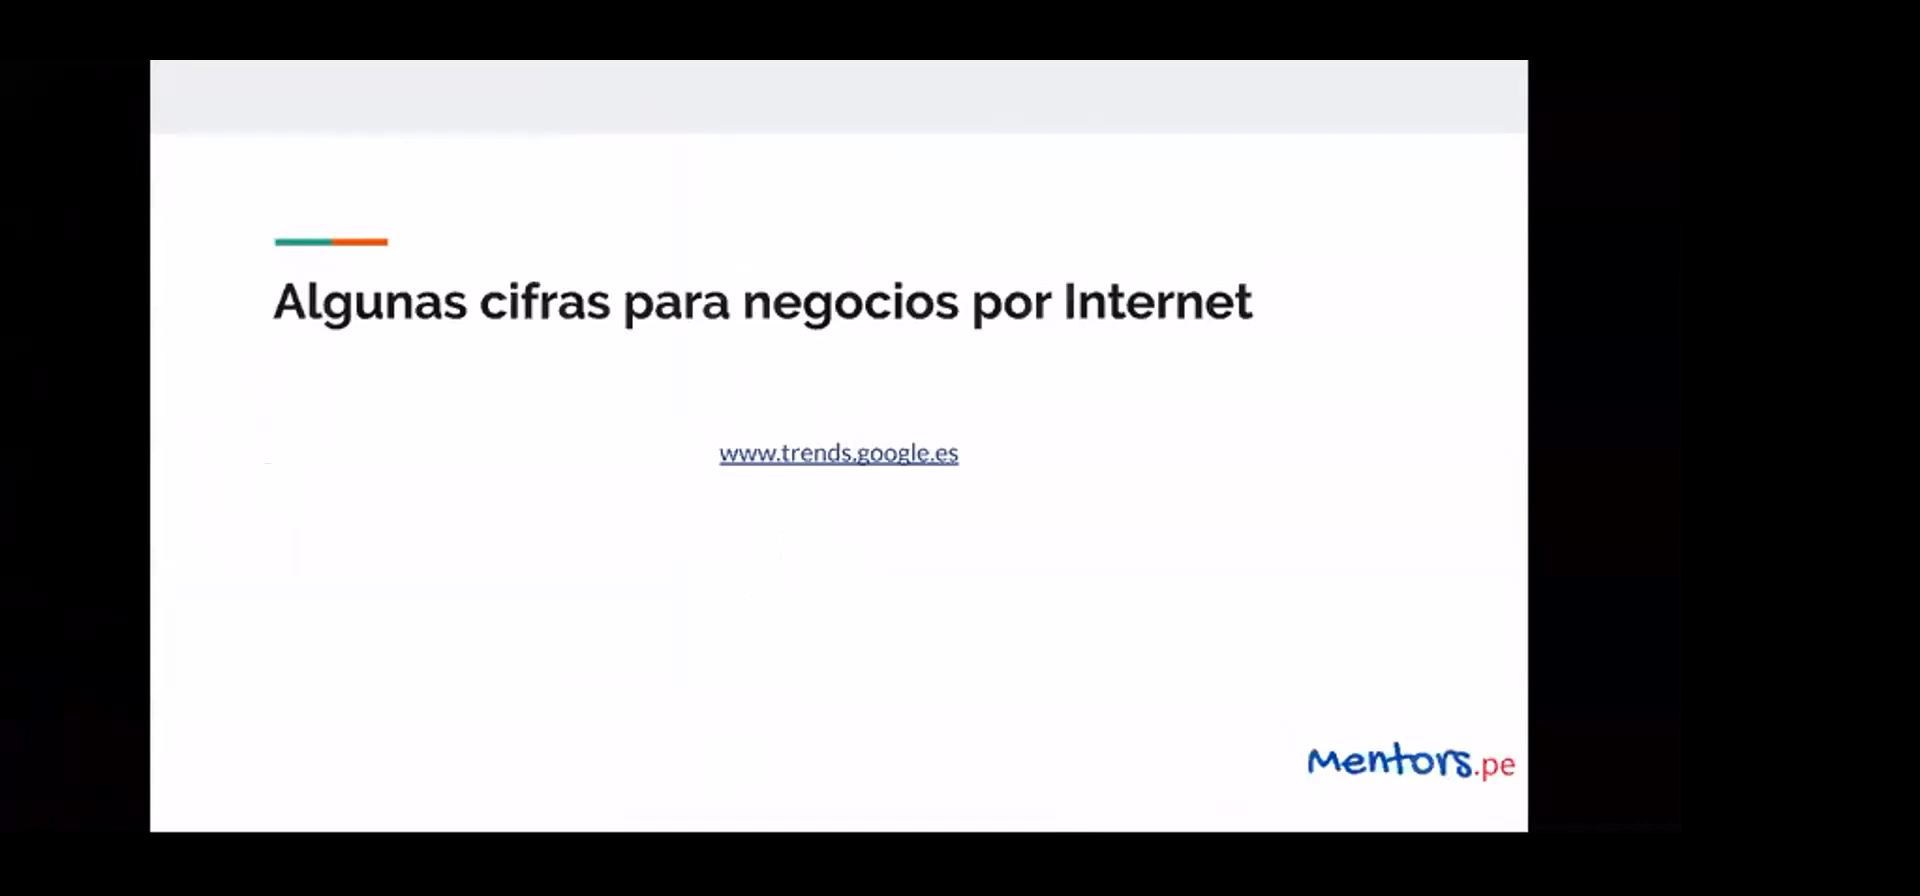 Algunas cifras para negocios por Internet
www.trends.google.es
Mentors.pe